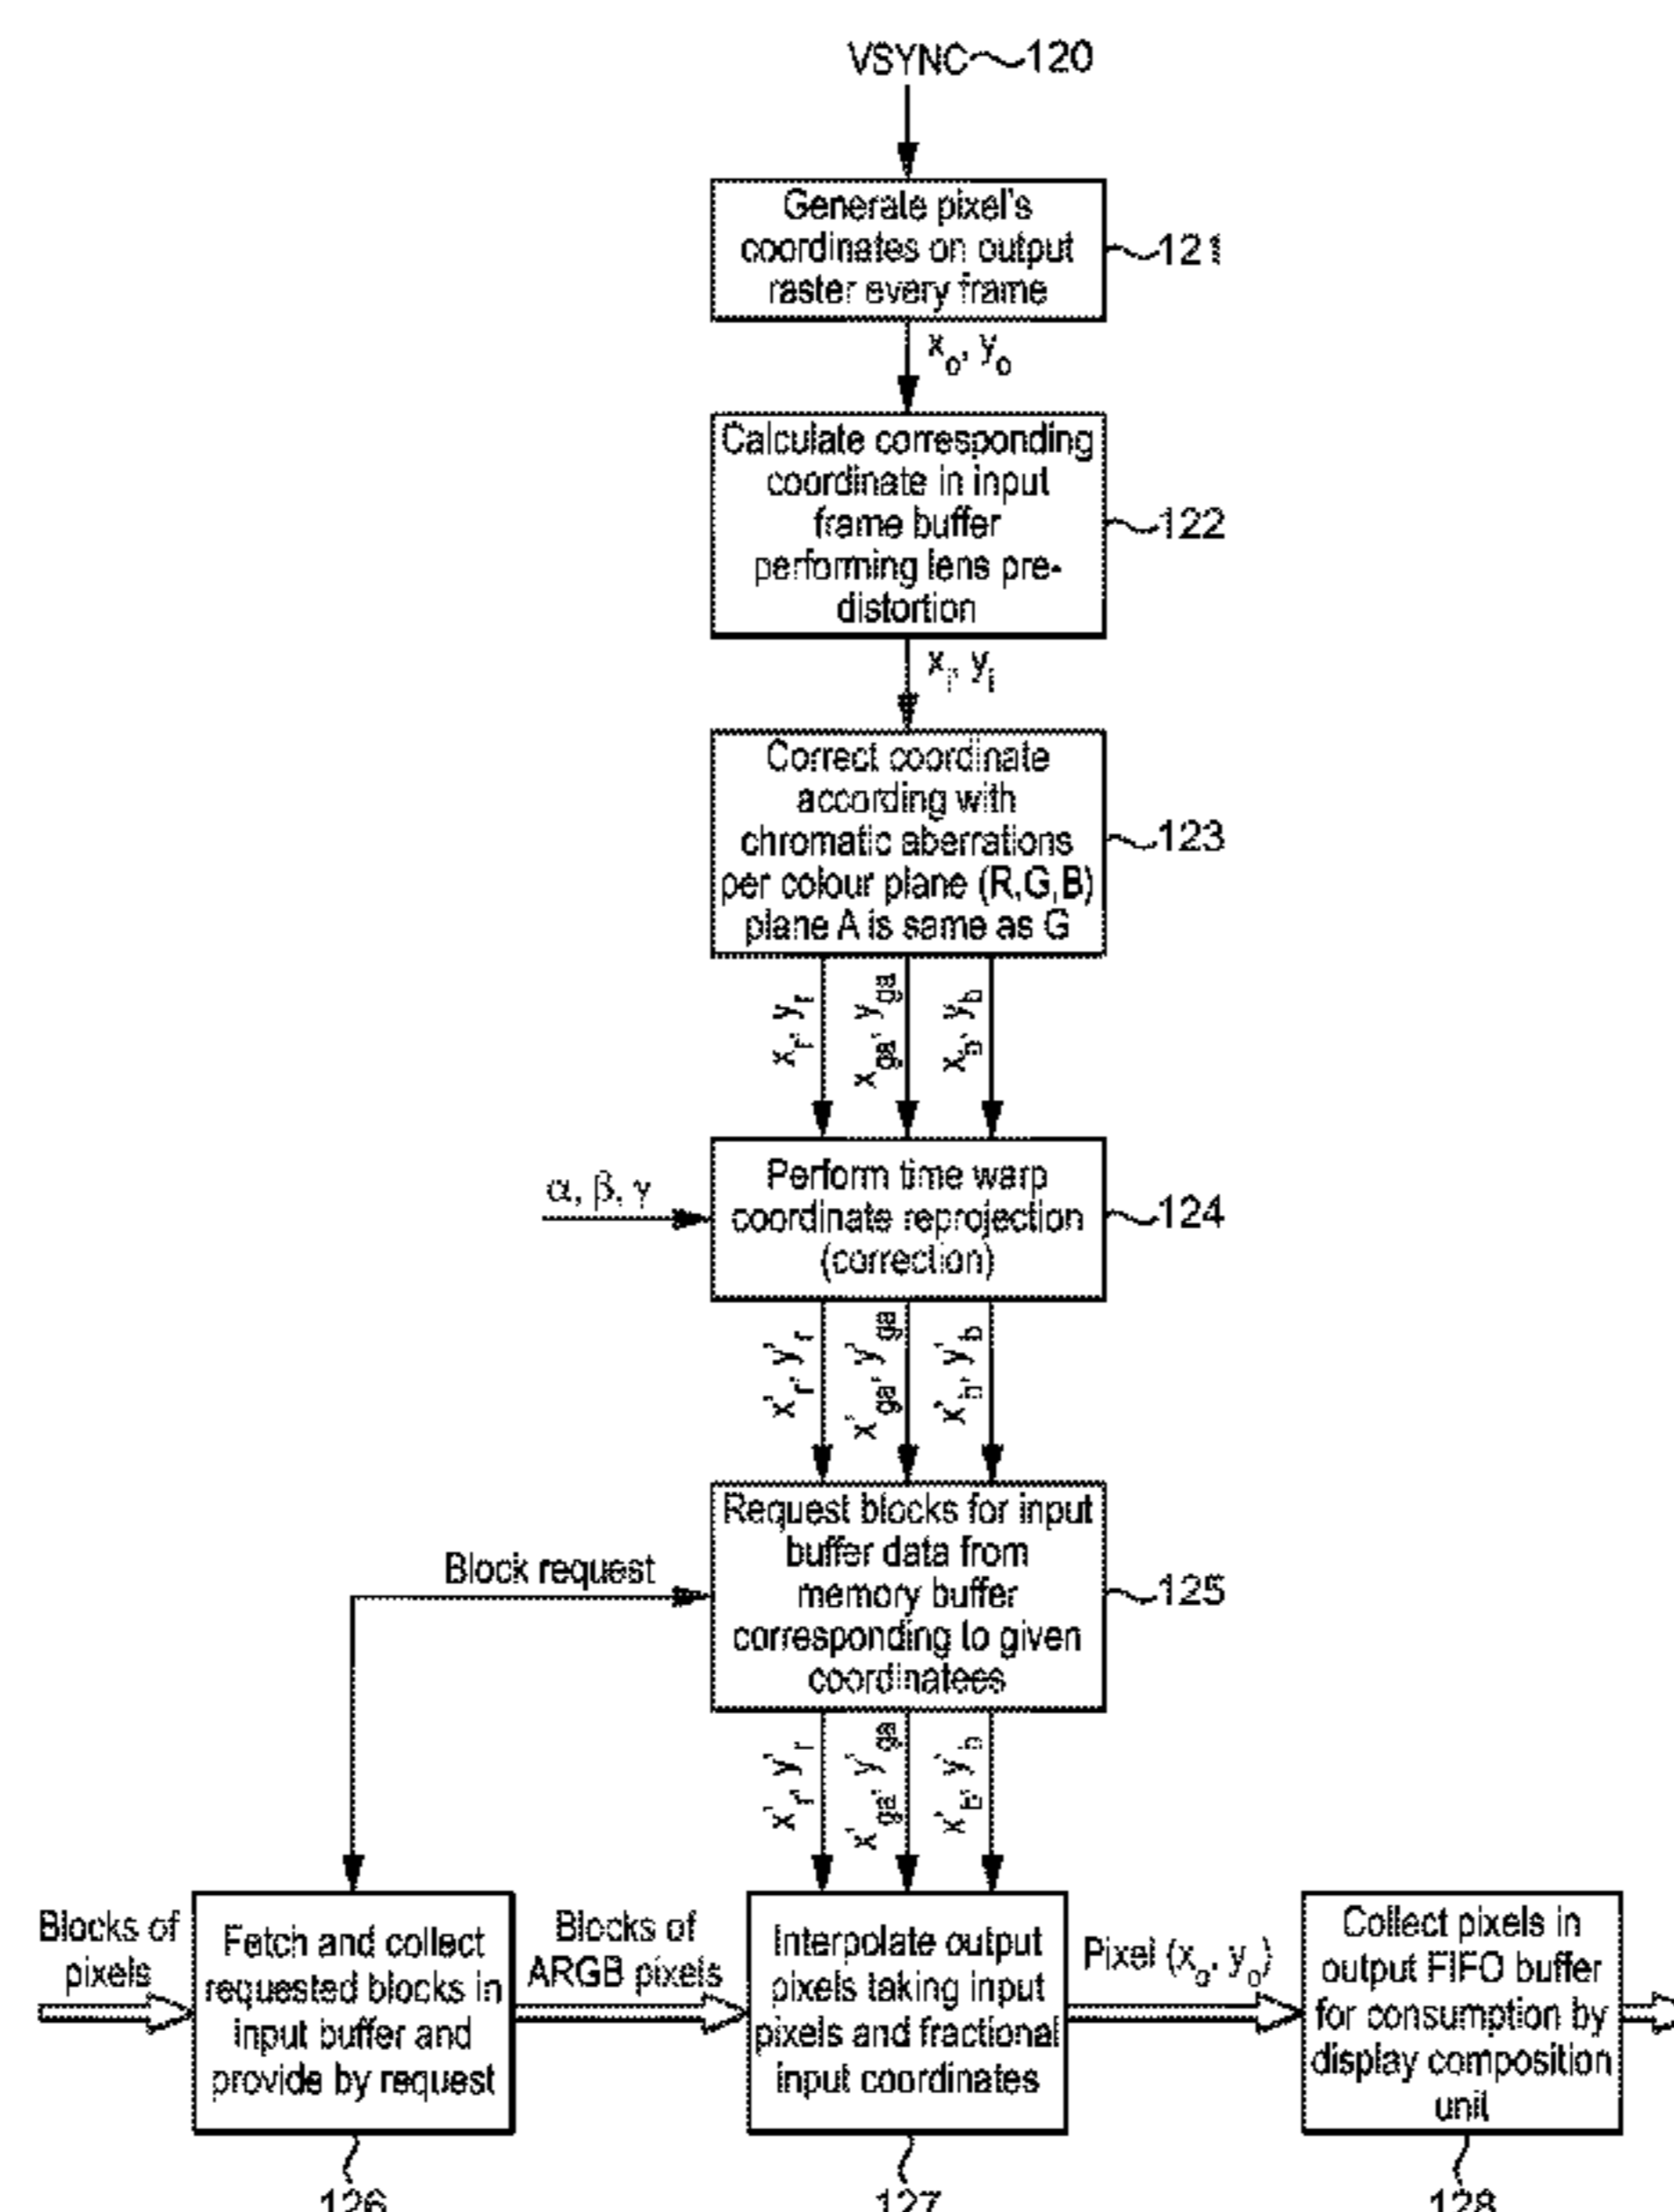 VSYNC 120
Generate pixel's
coordinates on output
raster every frame
121
xo, yo
Calculate corresponding
coordinate in input
frame buffer
performing lens pre-
distortion
122
xi, yi
Correct coordinate
according with
chromatic aberrations
per colour plane (R,G,B)
plane A is same as G
123
xr, yr
xga, yga
xb, yb
α, β, γ
Perform time warp
coordinate reprojection
(correction)
124
x'r, y'r
x'ga, y'ga
x'b, y'b
Block request
Request blocks for input
buffer data from
memory buffer
corresponding to given
coordinatees
125
x'r, y'r
x'ga, y'ga
x'b, y'b
Blocks of
pixels
Fetch and collect
requested blocks in
input buffer and
provide by request
126
Blocks of
ARGB pixels
Interpolate output
pixels taking input
pixels and fractional
input coordinates
127
Pixel (xo, yo)
Collect pixels in
output FIFO buffer
for consumption by
display composition
unit
128